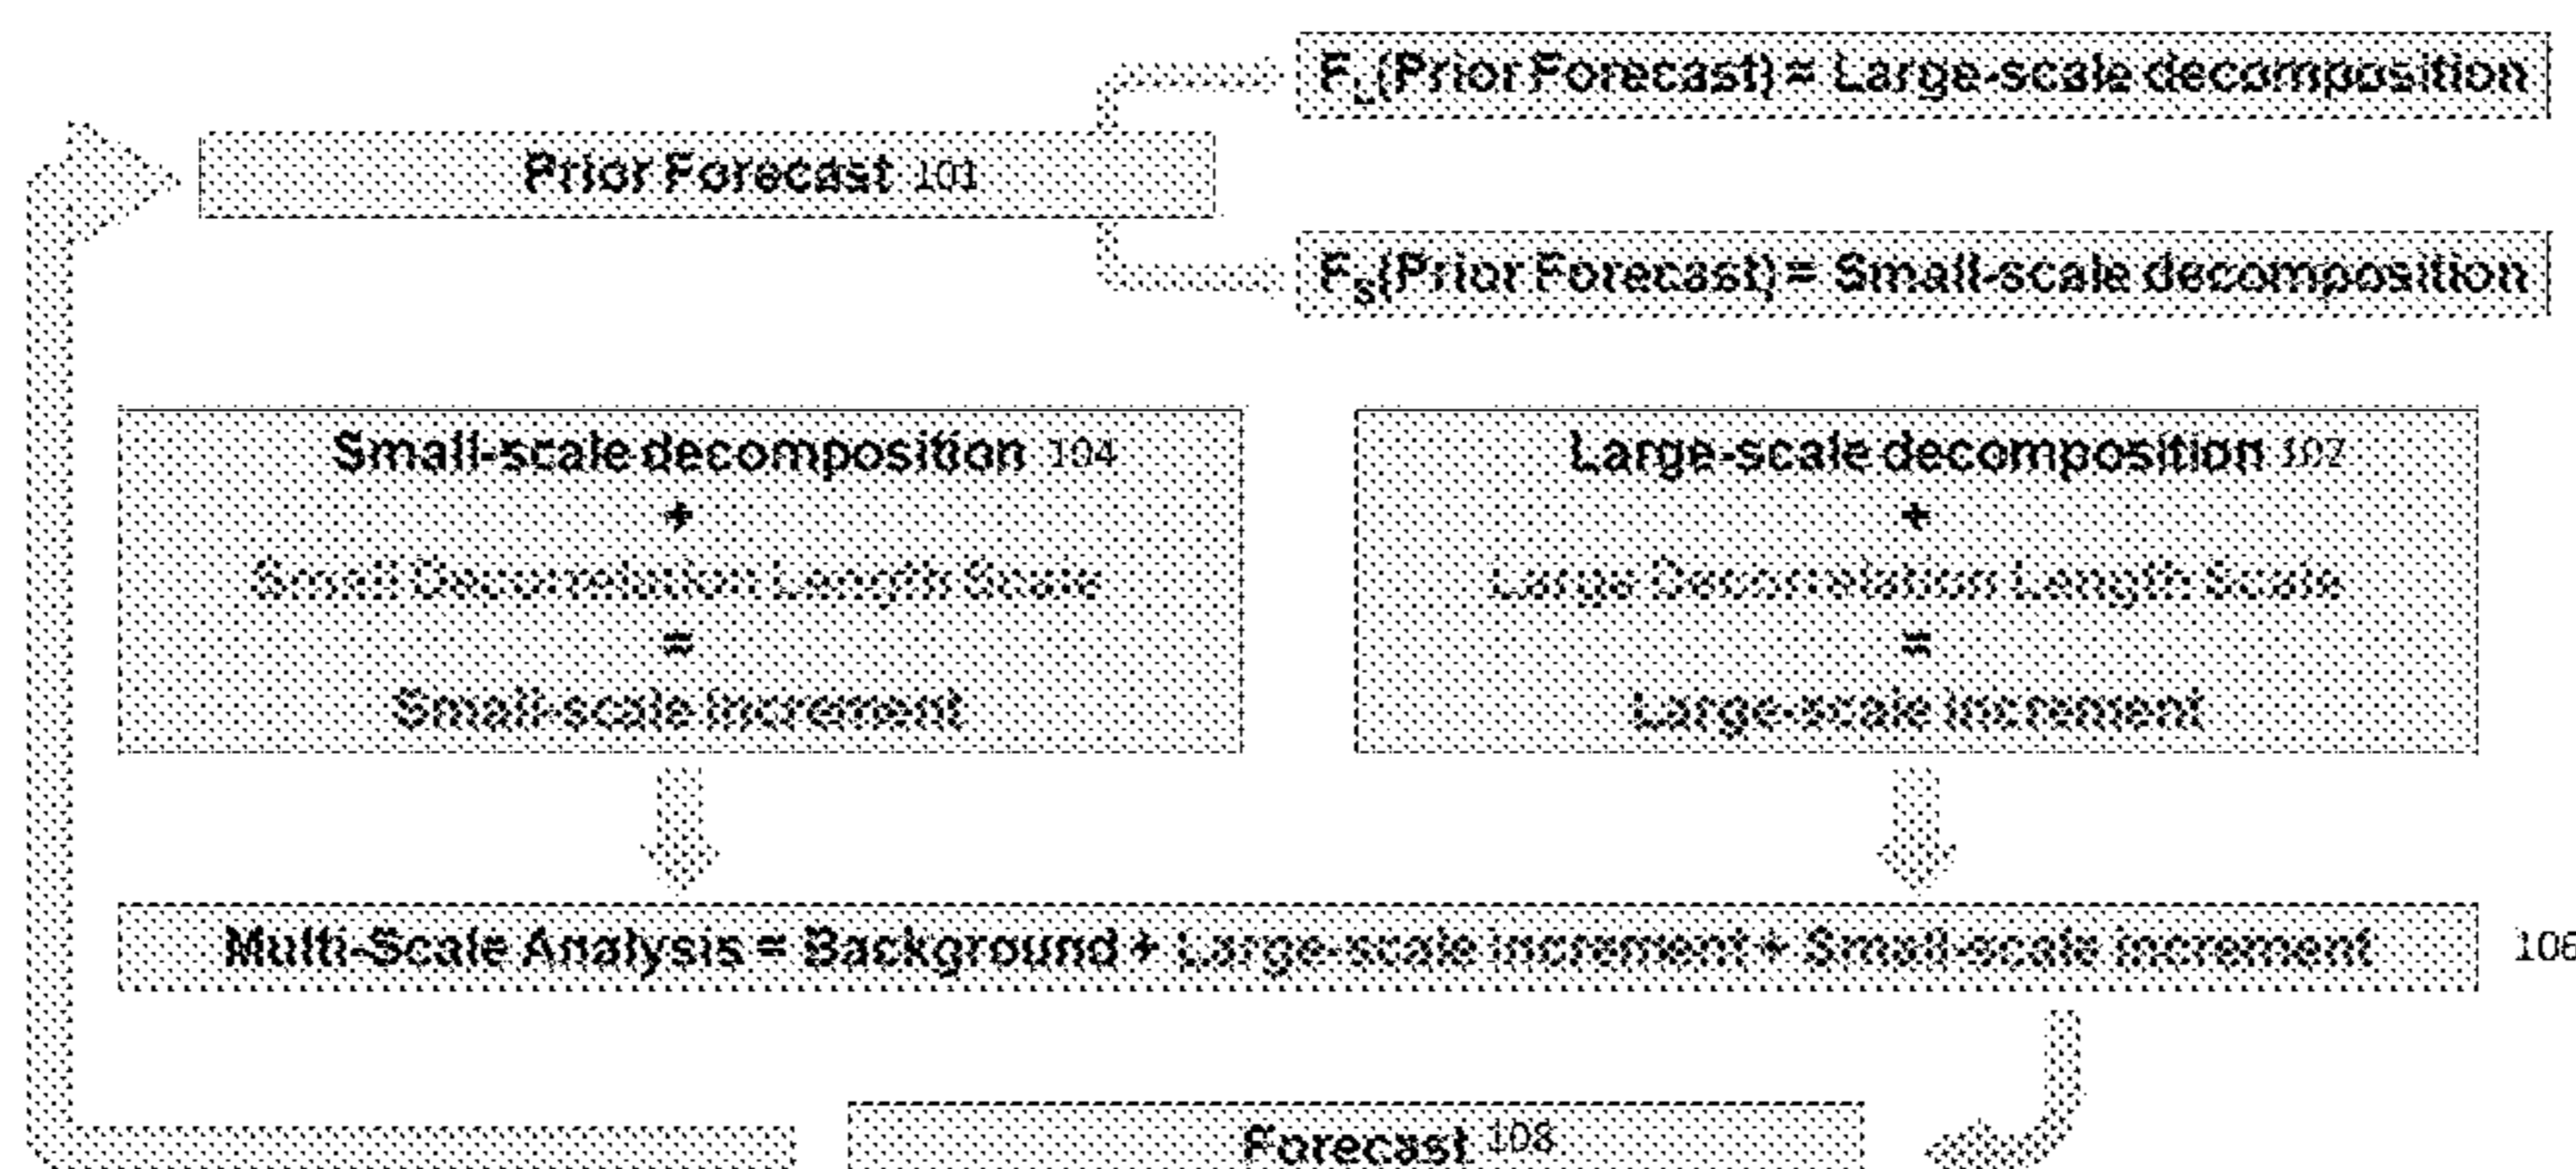 F_L(Prior Forecast) = Large-scale decomposition
Prior Forecast 101
F_S(Prior Forecast) = Small-scale decomposition
Small-scale decomposition 104
+
Small Decorrelation Length Scale
=
Small-scale increment
Large-scale decomposition 102
+
Large Decorrelation Length Scale
=
Large-scale increment
Multi-Scale Analysis = Background + Large-scale increment + Small-scale increment
106
Forecast 108